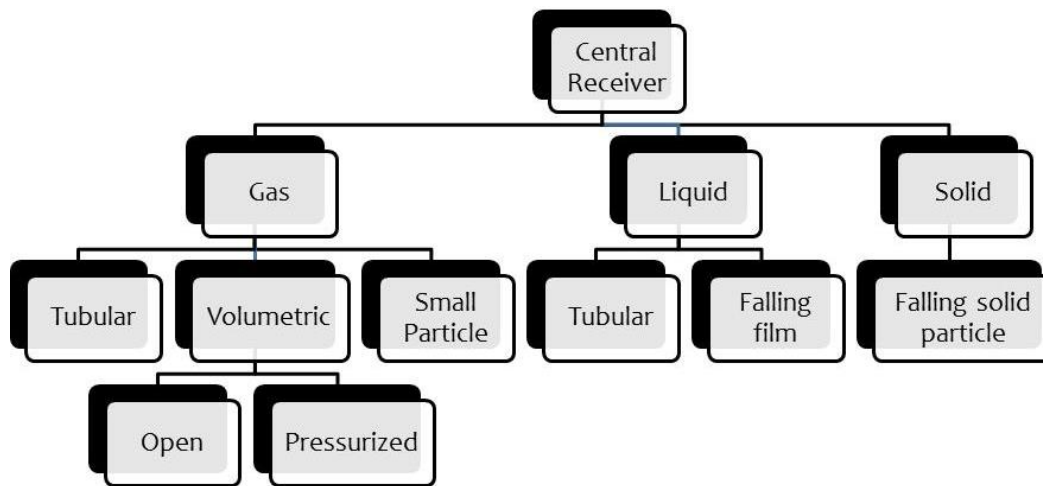 Central
Receiver
Gas
Liquid
Solid
Tubular
Volumetric
Small
Particle
Tubular
Falling
film
Falling solid
particle
Open
Pressurized